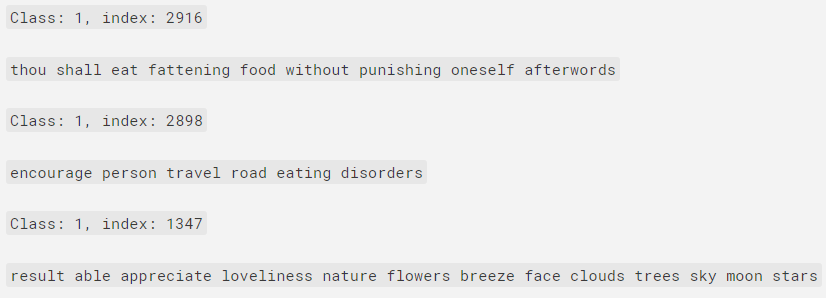 Class: 1, index: 2916
thou shall eat fattening food without punishing oneself afterwords
Class: 1, index: 2898
encourage person travel road eating disorders
Class: 1, index: 1347
result able appreciate loveliness nature flowers breeze face clouds trees sky moon stars